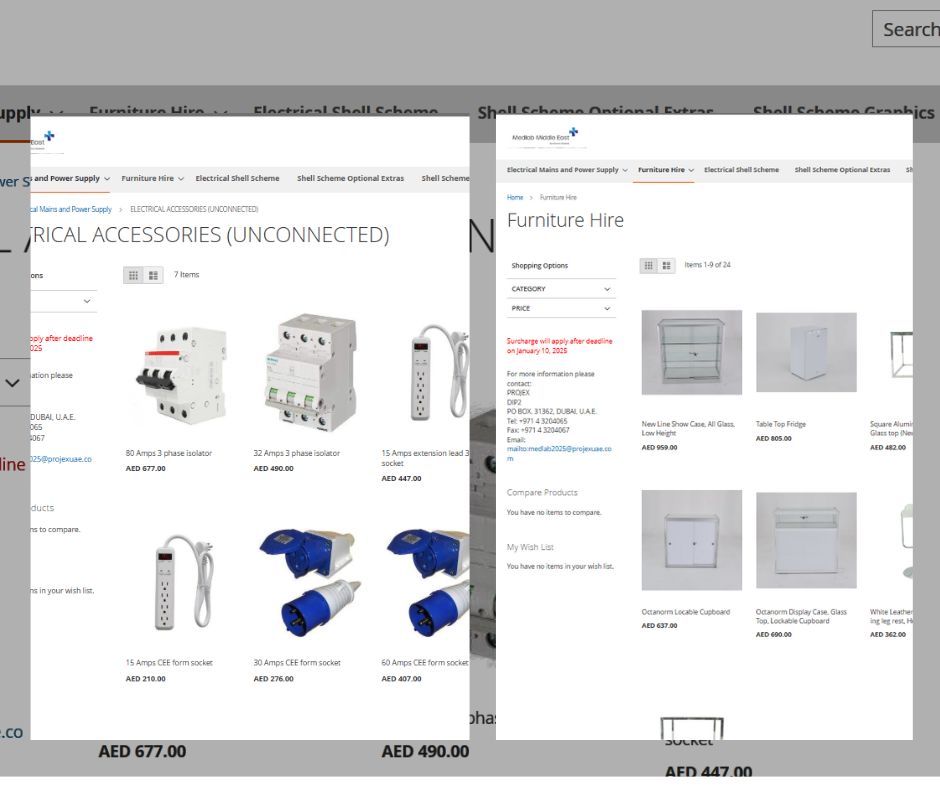 Search
upply
Furniture Hire
Electrical Shell Scheme
Shell Scheme Optional Extras
Shell Scheme Graphics
wer S
line
e.co
East
s and Power Supply
Furniture Hire
Electrical Shell Scheme
Shell Scheme Optional Extras
Shell Scheme
cal Mains and Power Supply > ELECTRICAL ACCESSORIES (UNCONNECTED)
RICAL ACCESSORIES (UNCONNECTED)
ons
7 Items
pply after deadline
025
ation please
DUBAI, U.A.E.
065
4067
025@projexuae.co
ducts
ns to compare.
ns in your wish list.
80 Amps 3 phase isolator
AED 677.00
32 Amps 3 phase isolator
AED 490.00
15 Amps extension lead 3
socket
AED 447.00
15 Amps CEE form socket
AED 210.00
30 Amps CEE form socket
AED 276.00
60 Amps CEE form socket
AED 407.00
N
Medlab Middle East
Electrical Mains and Power Supply
Furniture Hire
Electrical Shell Scheme
Shell Scheme Optional Extras
Sh
Home > Furniture Hire
Furniture Hire
Shopping Options
CATEGORY
PRICE
Items 1-9 of 24
Surcharge will apply after deadline
on January 10, 2025
For more information please
contact:
PROJEX
DIP2
PO BOX. 31362, DUBAI, U.A.E.
Tel: +971 4 3204065
Fax: +971 4 3204067
Email:
mailto:medlab2025@projexuae.co
m
Compare Products
You have no items to compare.
My Wish List
You have no items in your wish list.
New Line Show Case, All Glass,
Low Height
AED 959.00
Table Top Fridge
AED 805.00
Square Alumin
Glass top (Ne
AED 482.00
Octanorm Locable Cupboard
AED 637.00
Octanorm Display Case, Glass
Top, Lockable Cupboard
AED 690.00
White Leather
ing leg rest, H
AED 362.00
phas
socket
AED 677.00
AED 490.00
AED 447.00